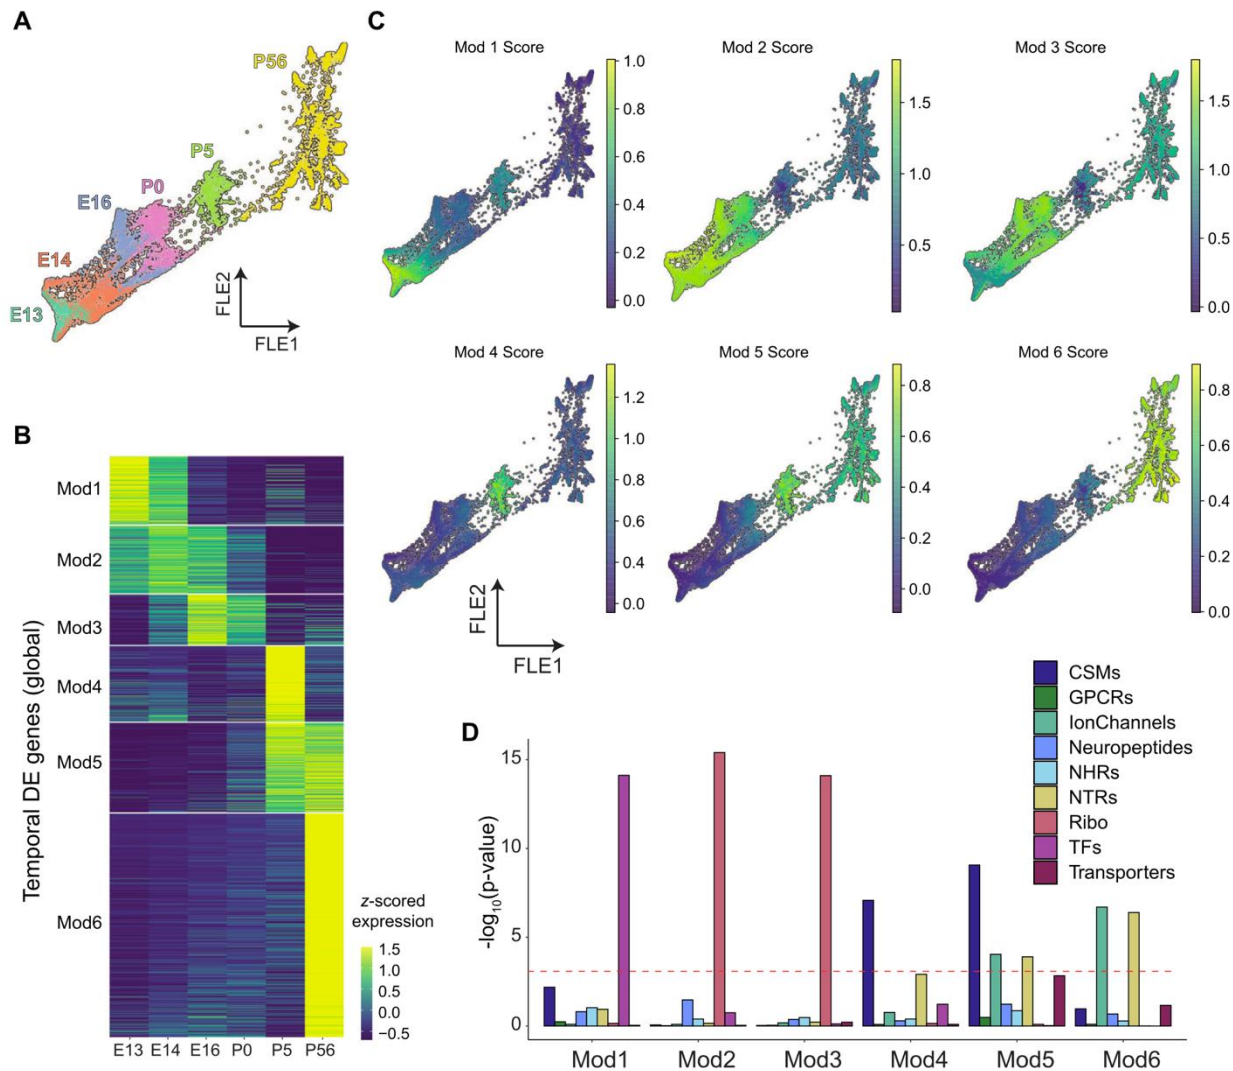 A
P56
P5
P0
E16
E14
E13
FLE2
FLE1
B
Temporal DE genes (global)
Mod1
Mod2
Mod3
Mod4
Mod5
Mod6
E13 E14 E16 P0 P5 P56
z-scored
expression
1.5
1.0
0.5
0.0
−0.5
C
Mod 1 Score
1.0
0.8
0.6
0.4
0.2
0.0
Mod 2 Score
1.5
1.0
0.5
Mod 3 Score
1.5
1.0
0.5
0.0
Mod 4 Score
1.2
1.0
0.8
0.6
0.4
0.2
0.0
Mod 5 Score
0.8
0.6
0.4
0.2
0.0
Mod 6 Score
0.8
0.6
0.4
0.2
0.0
FLE2
FLE1
D
-log10(p-value)
15
10
5
0
Mod1 Mod2 Mod3 Mod4 Mod5 Mod6
CSMs
GPCRs
IonChannels
Neuropeptides
NHRs
NTRs
Ribo
TFs
Transporters